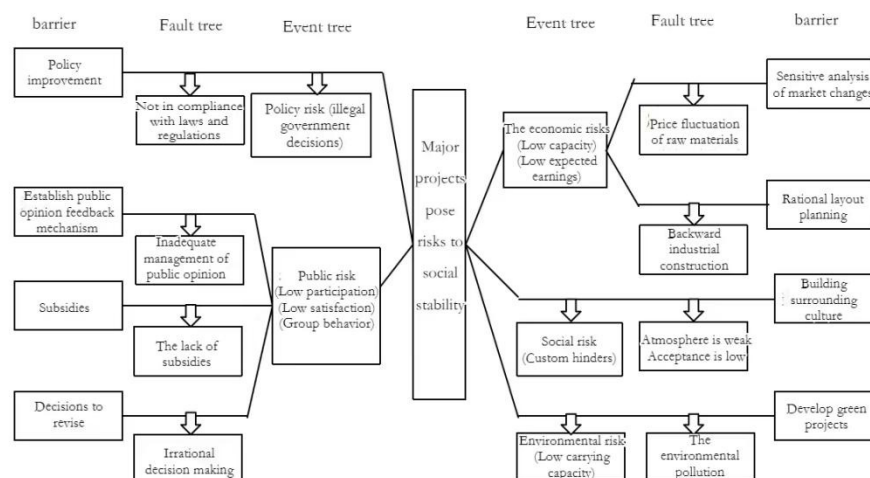 barrier
Fault tree
Event tree
Event tree
Fault tree
barrier
Policy
improvement
Not in compliance
with laws and
regulations
Policy risk (illegal
government
decisions)
Establish public
opinion feedback
mechanism
Inadequate
management of
public opinion
Subsidies
The lack of
subsidies
Decisions to
revise
Irrational
decision making
Public risk
(Low participation)
(Low satisfaction)
(Group behavior)
Major
projects
pose
risks to
social
stability
The economic risks
(Low capacity)
(Low expected
earnings)
Price fluctuation
of raw materials
Sensitive analysis
of market changes
Backward
industrial
construction
Rational layout
planning
Social risk
(Custom hinders)
Atmosphere is weak
Acceptance is low
Building
surrounding
culture
Environmental risk
(Low carrying
capacity)
The
environmental
pollution
Develop green
projects